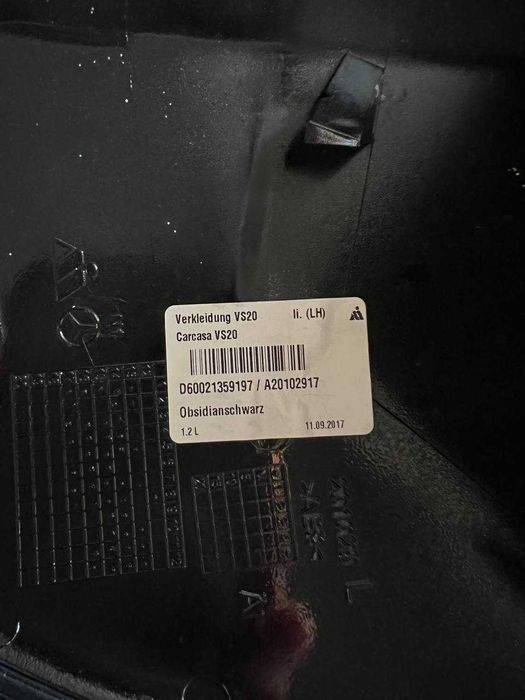 Verkleidung VS20 li. (LH)
Carcasa VS20
D60021359197 / A20102917
Obsidianschwarz
1.2 L 11.09.2017
L
A